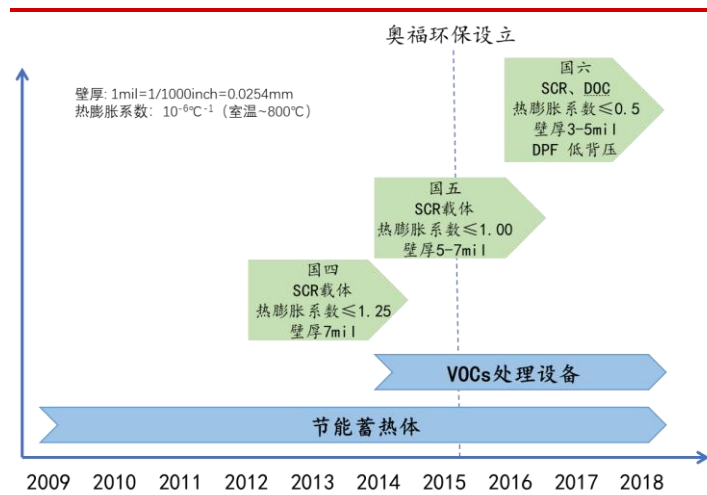 奥福环保设立
壁厚: 1mil=1/1000inch=0.0254mm
热膨胀系数: 10⁻⁶℃⁻¹（室温~800℃）
国六
SCR、DOC
热膨胀系数≤0.5
壁厚3-5mil
DPF 低背压
国五
SCR载体
热膨胀系数≤1.00
壁厚5-7mil
国四
SCR载体
热膨胀系数≤1.25
壁厚7mil
VOCs处理设备
节能蓄热体
2009 2010 2011 2012 2013 2014 2015 2016 2017 2018